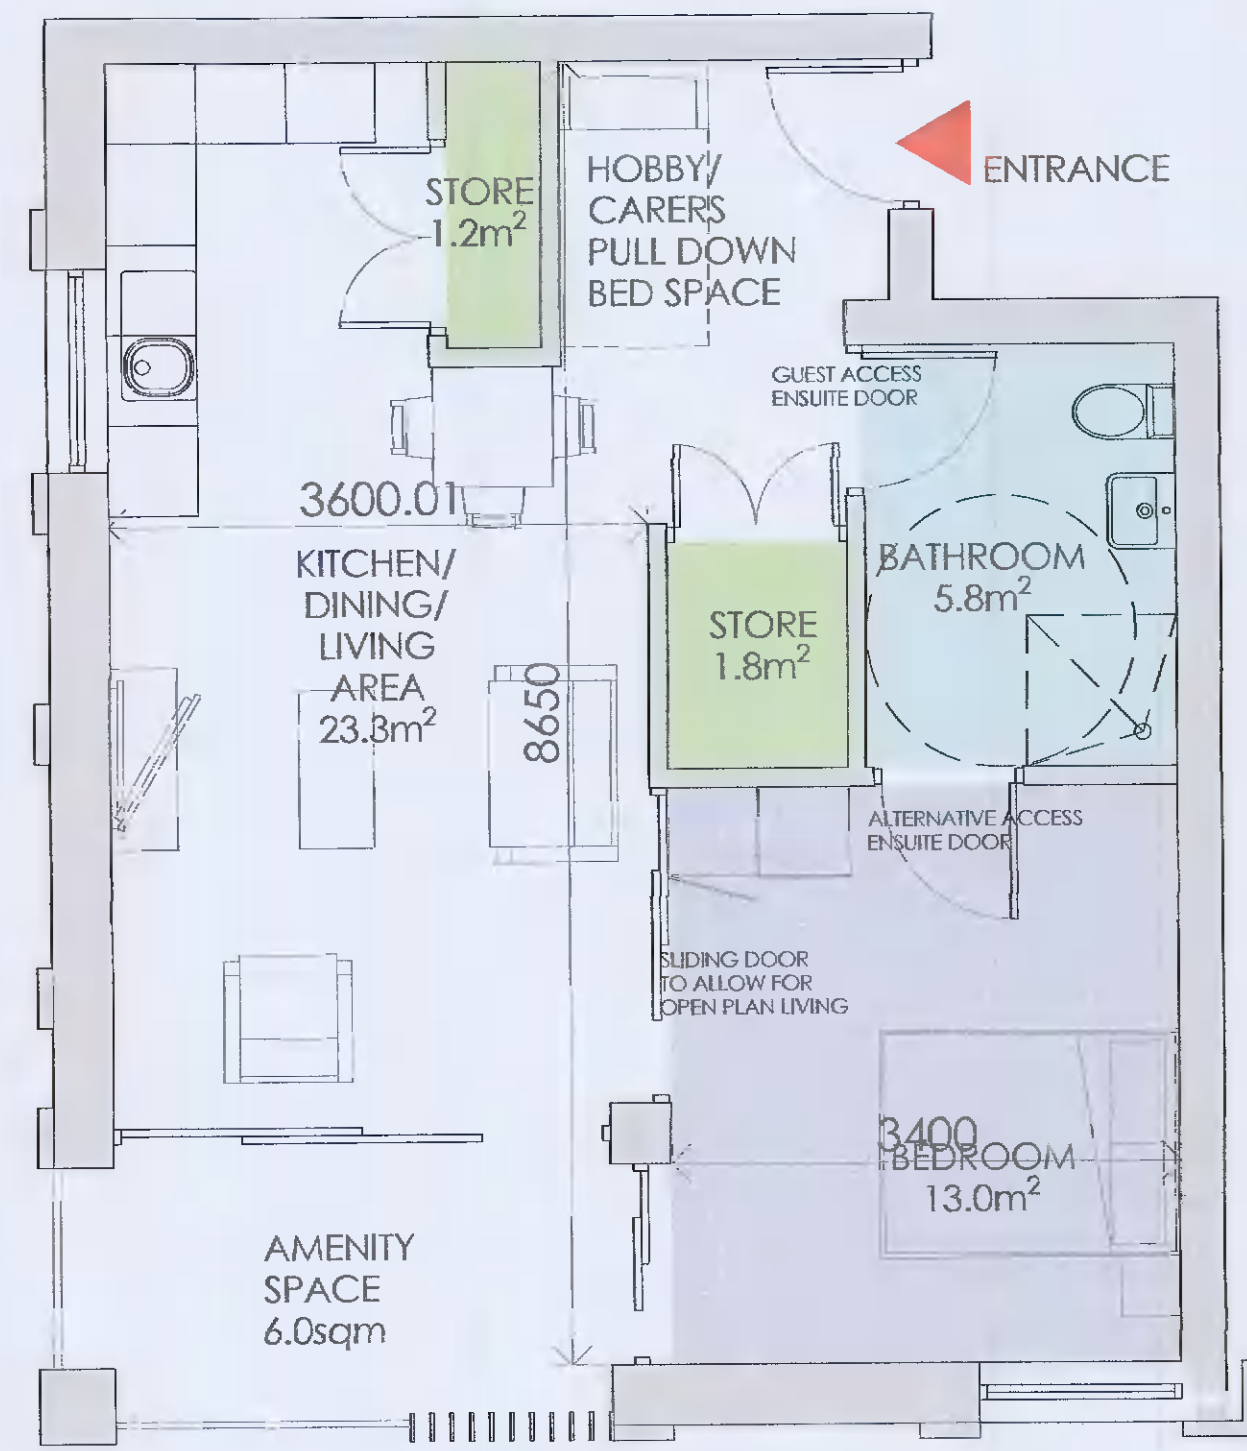 ENTRANCE
STORE
1.2m²
HOBBY/
CARERS
PULL DOWN
BED SPACE
GUEST ACCESS
ENSUITE DOOR
3600.01
KITCHEN/
DINING/
LIVING
AREA
23.3m²
8650
STORE
1.8m²
BATHROOM
5.8m²
ALTERNATIVE ACCESS
ENSUITE DOOR
SLIDING DOOR
TO ALLOW FOR
OPEN PLAN LIVING
3400
BEDROOM
13.0m²
AMENITY
SPACE
6.0sqm